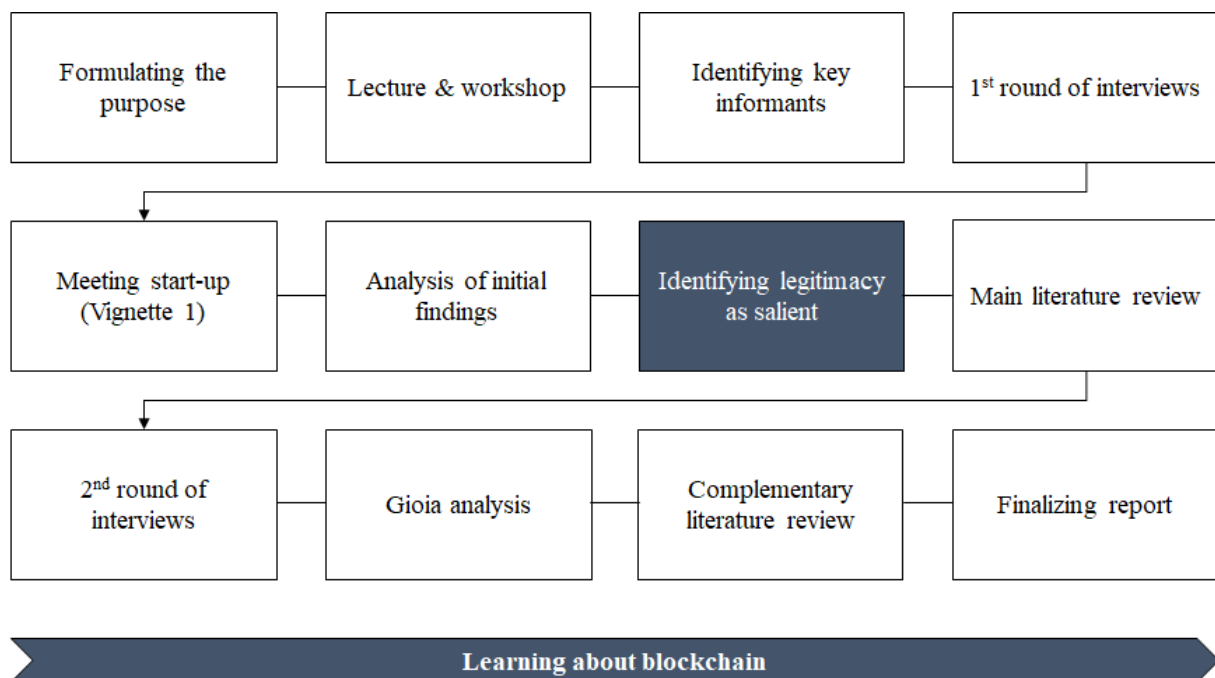 Formulating the
purpose
Lecture & workshop
Identifying key
informants
1st round of interviews
Meeting start-up
(Vignette 1)
Analysis of initial
findings
Identifying legitimacy
as salient
Main literature review
2nd round of
interviews
Gioia analysis
Complementary
literature review
Finalizing report
Learning about blockchain